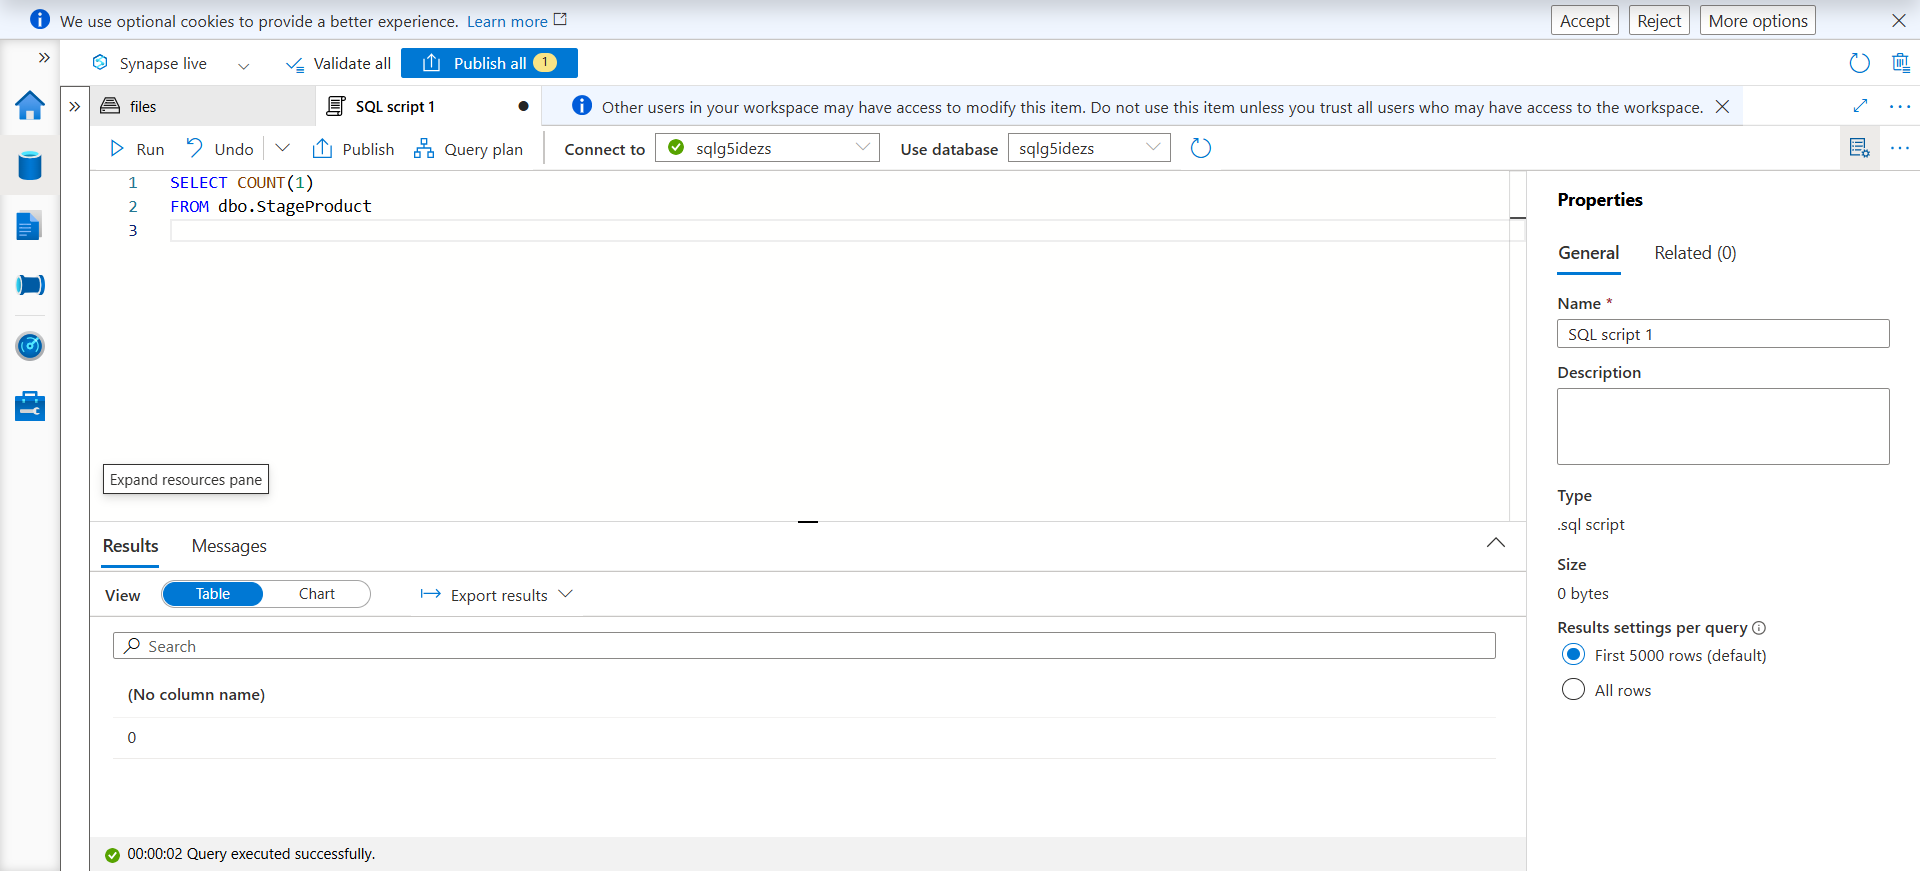 We use optional cookies to provide a better experience. Learn more
Accept
Reject
More options
Synapse live
Validate all
Publish all 1
files
SQL script 1
Other users in your workspace may have access to modify this item. Do not use this item unless you trust all users who may have access to the workspace.
Run
Undo
Publish
Query plan
Connect to
sqlg5idezs
Use database
sqlg5idezs
1 SELECT COUNT(1)
2 FROM dbo.StageProduct
3
Expand resources pane
Results
Messages
View
Table
Chart
Export results
Search
(No column name)
0
00:00:02 Query executed successfully.
Properties
General
Related (0)
Name *
SQL script 1
Description
Type
.sql script
Size
0 bytes
Results settings per query
First 5000 rows (default)
All rows